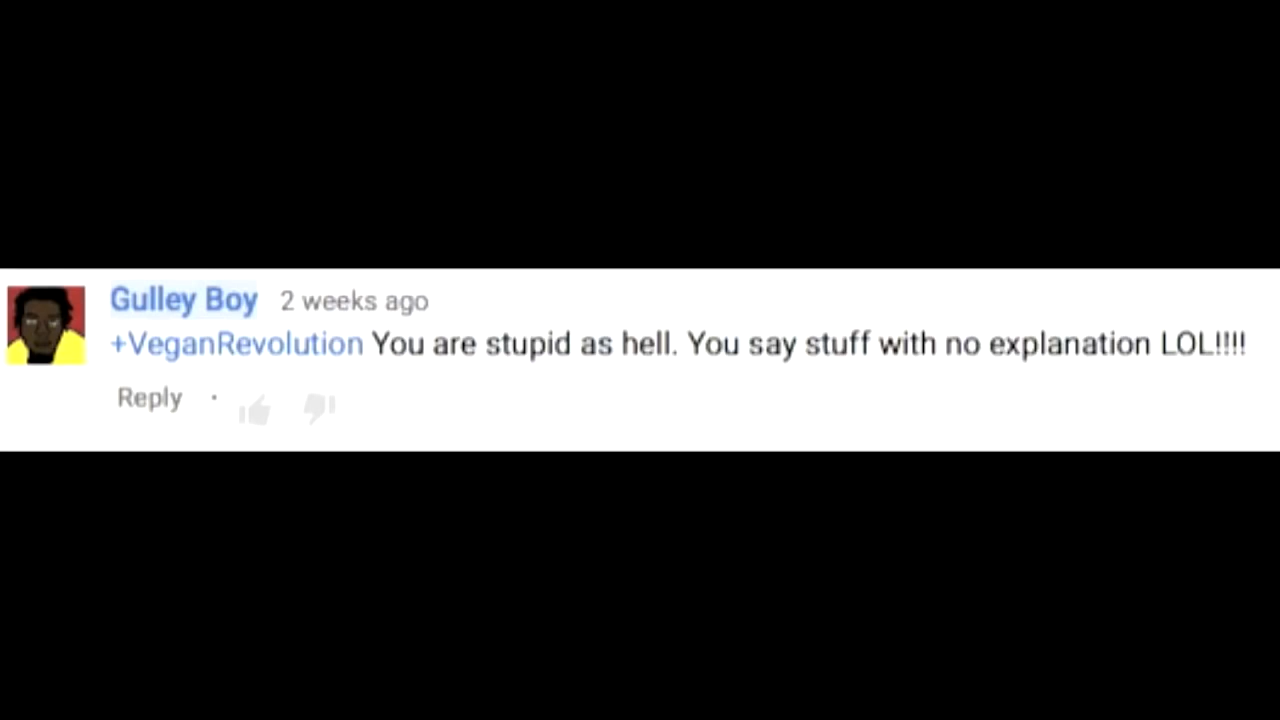 Gulley Boy 2 weeks ago
+VeganRevolution You are stupid as hell. You say stuff with no explanation LOL!!!!
Reply ·